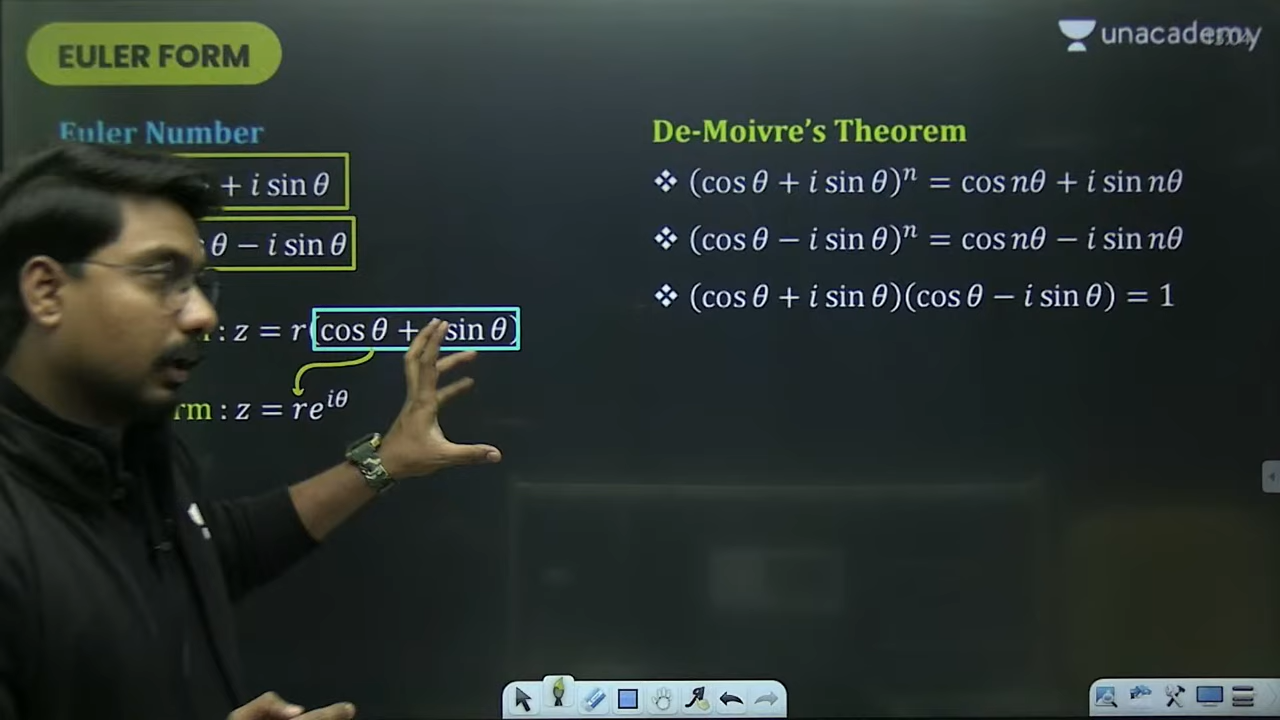 EULER FORM
unacademy
Euler Number
+ i sin θ
θ − i sin θ
: z = r(cos θ + sin θ)
rm : z = re^{iθ}
De-Moivre’s Theorem
❖ (cos θ + i sin θ)ⁿ = cos nθ + i sin nθ
❖ (cos θ − i sin θ)ⁿ = cos nθ − i sin nθ
❖ (cos θ + i sin θ)(cos θ − i sin θ) = 1